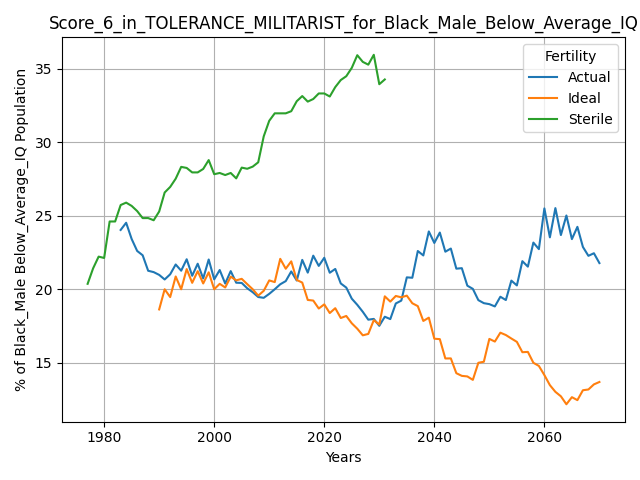 Score_6_in_TOLERANCE_MILITARIST_for_Black_Male_Below_Average_IQ
% of Black_Male Below_Average_IQ Population
35
30
25
20
15
Fertility
Actual
Ideal
Sterile
1980
2000
2020
2040
2060
Years